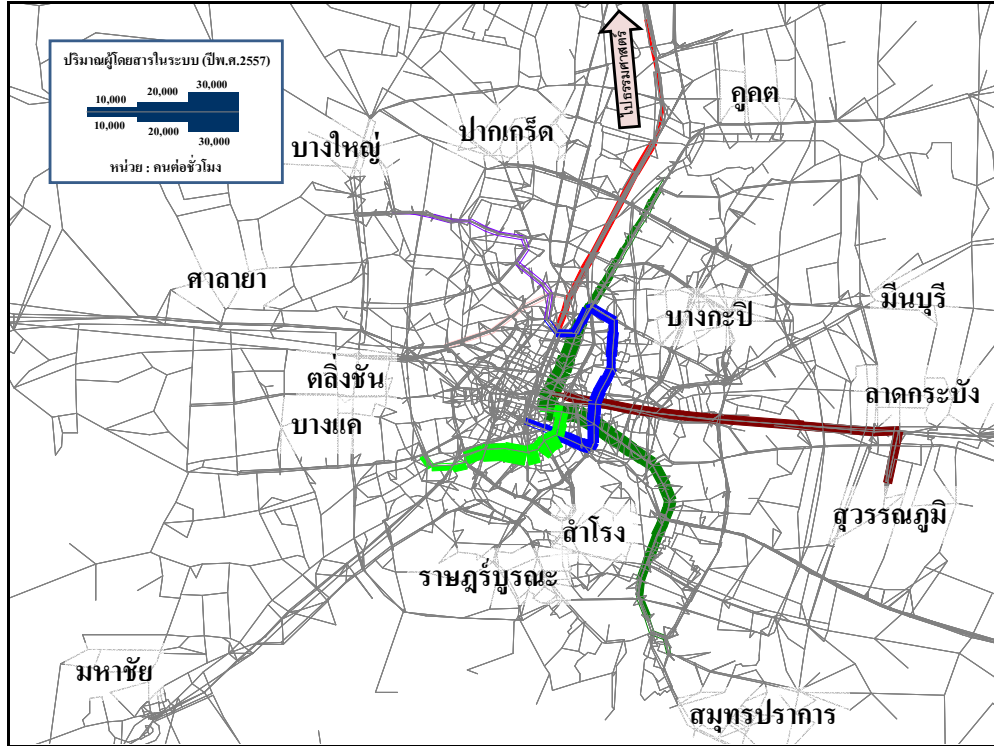 ปริมาณผู้โดยสารในระบบ (ปีพ.ศ.2557)
10,000 20,000 30,000
10,000 20,000 30,000
หน่วย : คนต่อชั่วโมง
ไปธรรมศาสตร์
คูคต
ปากเกร็ด
บางใหญ่
ศาลายา
มีนบุรี
บางกะปิ
ตลิ่งชัน
ลาดกระบัง
บางแค
สุวรรณภูมิ
สำโรง
ราษฎร์บูรณะ
มหาชัย
สมุทรปราการ